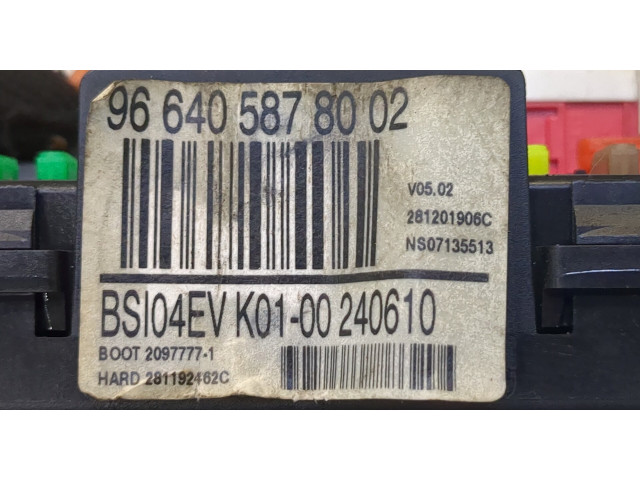 96 640 587 80 02
V05.02
281201906C
NS07135513
BSI04EV K01-00 240610
BOOT 2097777-1
HARD 281192462C